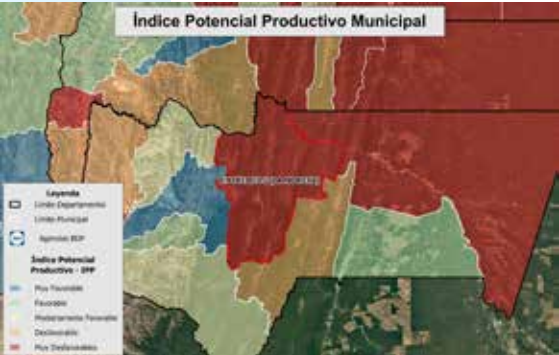 Índice Potencial Productivo Municipal
Leyenda
Límite Departamento
Límite Municipal
Agencias BDP
Índice Potencial
Productivo - IPP
Muy Favorable
Favorable
Medianamente Favorable
Desfavorable
Muy Desfavorable